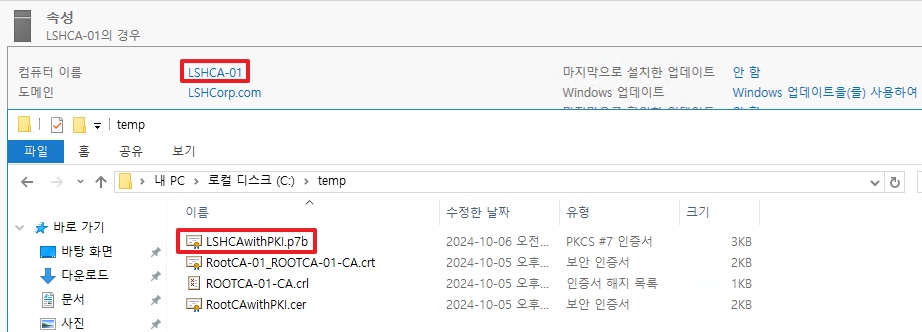 속성
LSHCA-01의 경우
컴퓨터 이름 LSHCA-01 마지막으로 설치한 업데이트 안 함
도메인 LSHCorp.com Windows 업데이트 Windows 업데이트을(를) 사용하여
temp
파일 홈 공유 보기
내 PC > 로컬 디스크 (C:) > temp
이름 수정한 날짜 유형 크기
바로 가기
LSHCAwithPKI.p7b 2024-10-06 오전... PKCS #7 인증서 3KB
바탕 화면
RootCA-01_ROOTCA-01-CA.crt 2024-10-05 오후... 보안 인증서 2KB
다운로드
ROOTCA-01-CA.crl 2024-10-05 오후... 인증서 해지 목록 1KB
문서
RootCAwithPKI.cer 2024-10-05 오후... 보안 인증서 2KB
사진